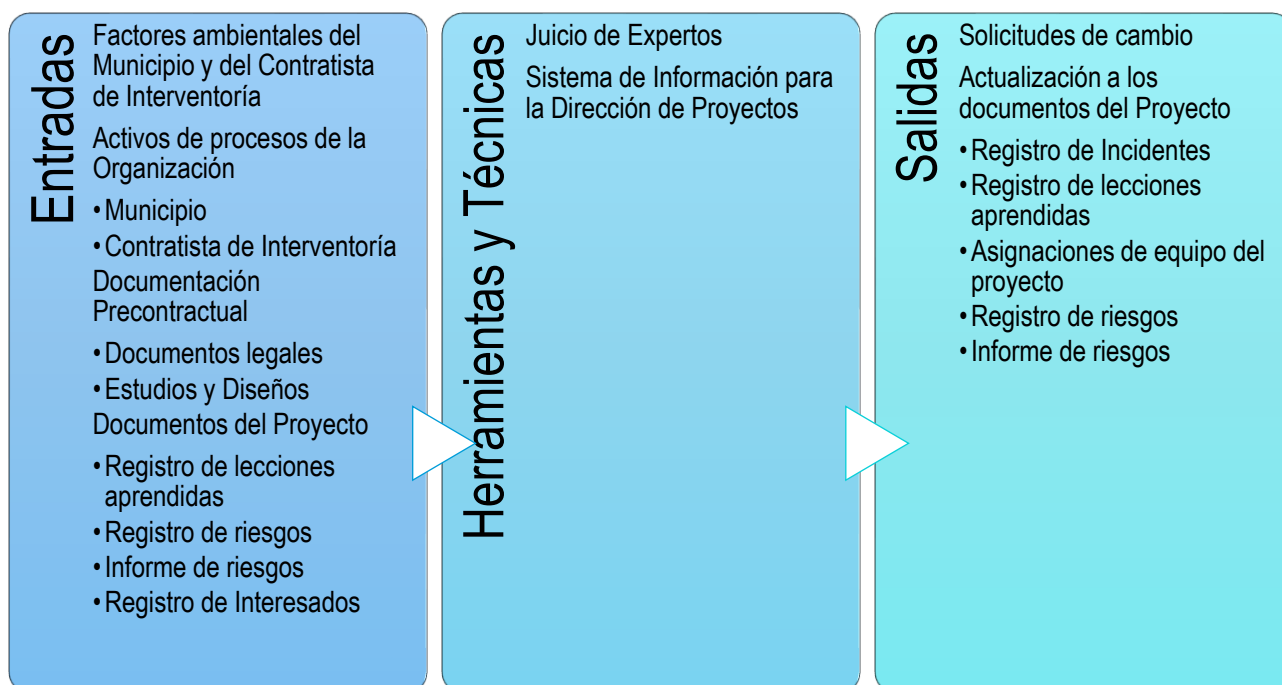 Entradas
Factores ambientales del
Municipio y del Contratista
de Interventoría
Activos de procesos de la
Organización
• Municipio
• Contratista de Interventoría
Documentación
Precontractual
• Documentos legales
• Estudios y Diseños
Documentos del Proyecto
• Registro de lecciones
aprendidas
• Registro de riesgos
• Informe de riesgos
• Registro de Interesados
Herramientas y Técnicas
Juicio de Expertos
Sistema de Información para
la Dirección de Proyectos
Salidas
Solicitudes de cambio
Actualización a los
documentos del Proyecto
• Registro de Incidentes
• Registro de lecciones
aprendidas
• Asignaciones de equipo del
proyecto
• Registro de riesgos
• Informe de riesgos